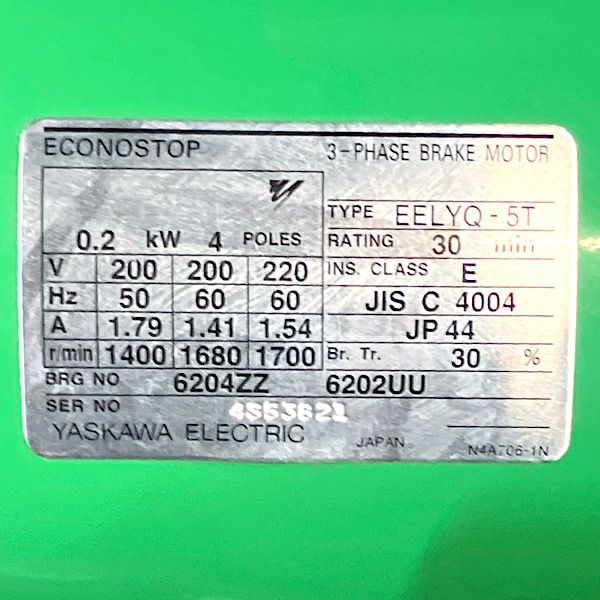 ECONOSTOP 3-PHASE BRAKE MOTOR
TYPE EELYQ-5T
0.2 kW 4 POLES RATING 30 min
V 200 200 220 INS. CLASS E
Hz 50 60 60 JIS C 4004
A 1.79 1.41 1.54 JP 44
r/min 1400 1680 1700 Br. Tr. 30 %
BRG NO 6204ZZ 6202UU
SER NO 4S53621
YASKAWA ELECTRIC JAPAN N4A706-1N